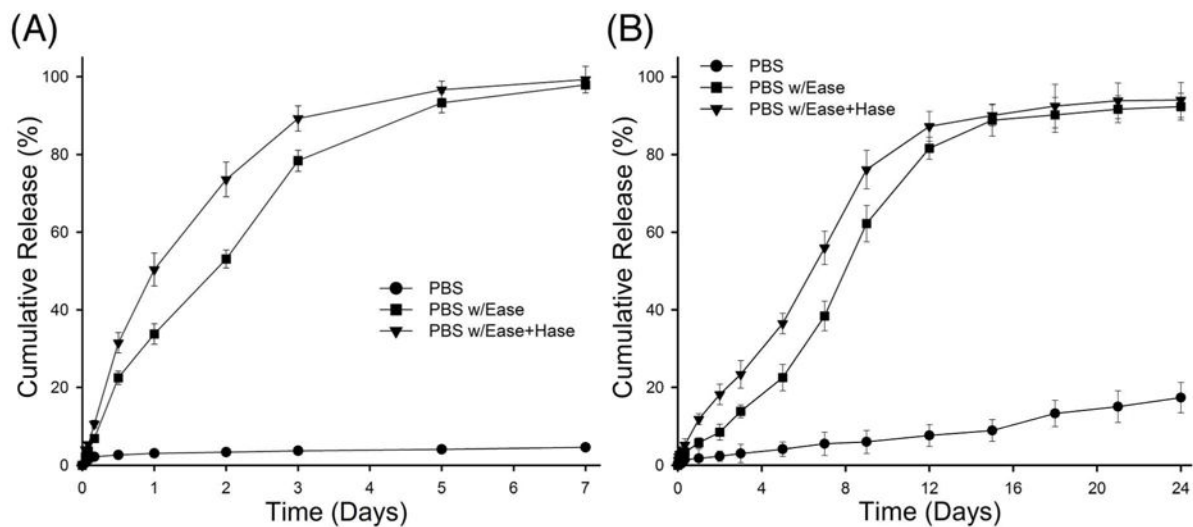 (A)
Cumulative Release (%)
100
80
60
40
20
0
PBS
PBS w/Ease
PBS w/Ease+Hase
0 1 2 3 4 5 6 7
Time (Days)
(B)
Cumulative Release (%)
100
80
60
40
20
0
PBS
PBS w/Ease
PBS w/Ease+Hase
0 4 8 12 16 20 24
Time (Days)